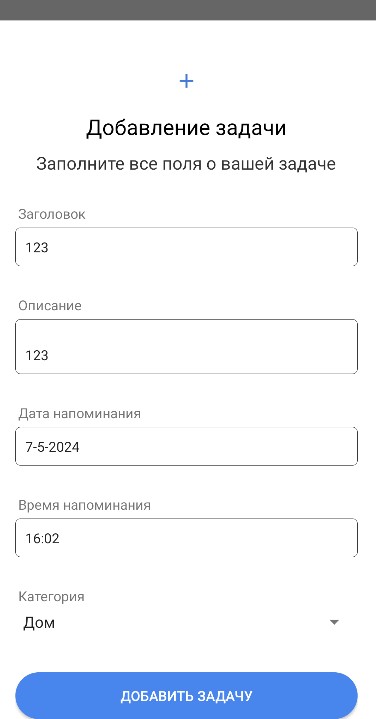 +
Добавление задачи
Заполните все поля о вашей задаче
Заголовок
123
Описание
123
Дата напоминания
7-5-2024
Время напоминания
16:02
Категория
Дом
ДОБАВИТЬ ЗАДАЧУ